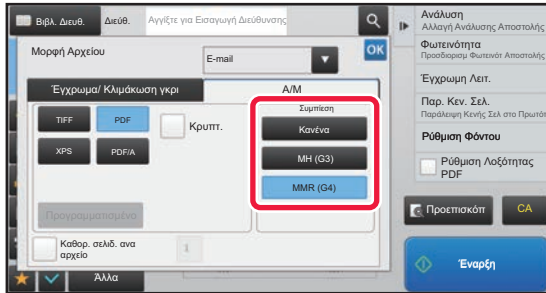 Βιβλ. Διευθ.
Διεύθ.
Αγγίξτε για Εισαγωγή Διεύθυνσης
Μορφή Αρχείου
E-mail
OK
Έγχρωμα/ Κλιμάκωση γκρι
Α/Μ
TIFF
PDF
Κρυπτ.
XPS
PDF/A
Προγραμματισμένο
Συμπίεση
Κανένα
MH (G3)
MMR (G4)
Καθορ. σελιδ. ανα
αρχείο
1
Άλλα
Ανάλυση
Αλλαγή Ανάλυσης Αποστολής
Φωτεινότητα
Προσδιορισμ Φωτεινότ Αποστολής
Έγχρωμη Λειτ.
Παρ. Κεν. Σελ.
Παράλειψη Κενής Σελ στο Πρωτότ
Ρύθμιση Φόντου
Ρύθμιση Λοξότητας
PDF
Προεπισκόπ
CA
Έναρξη